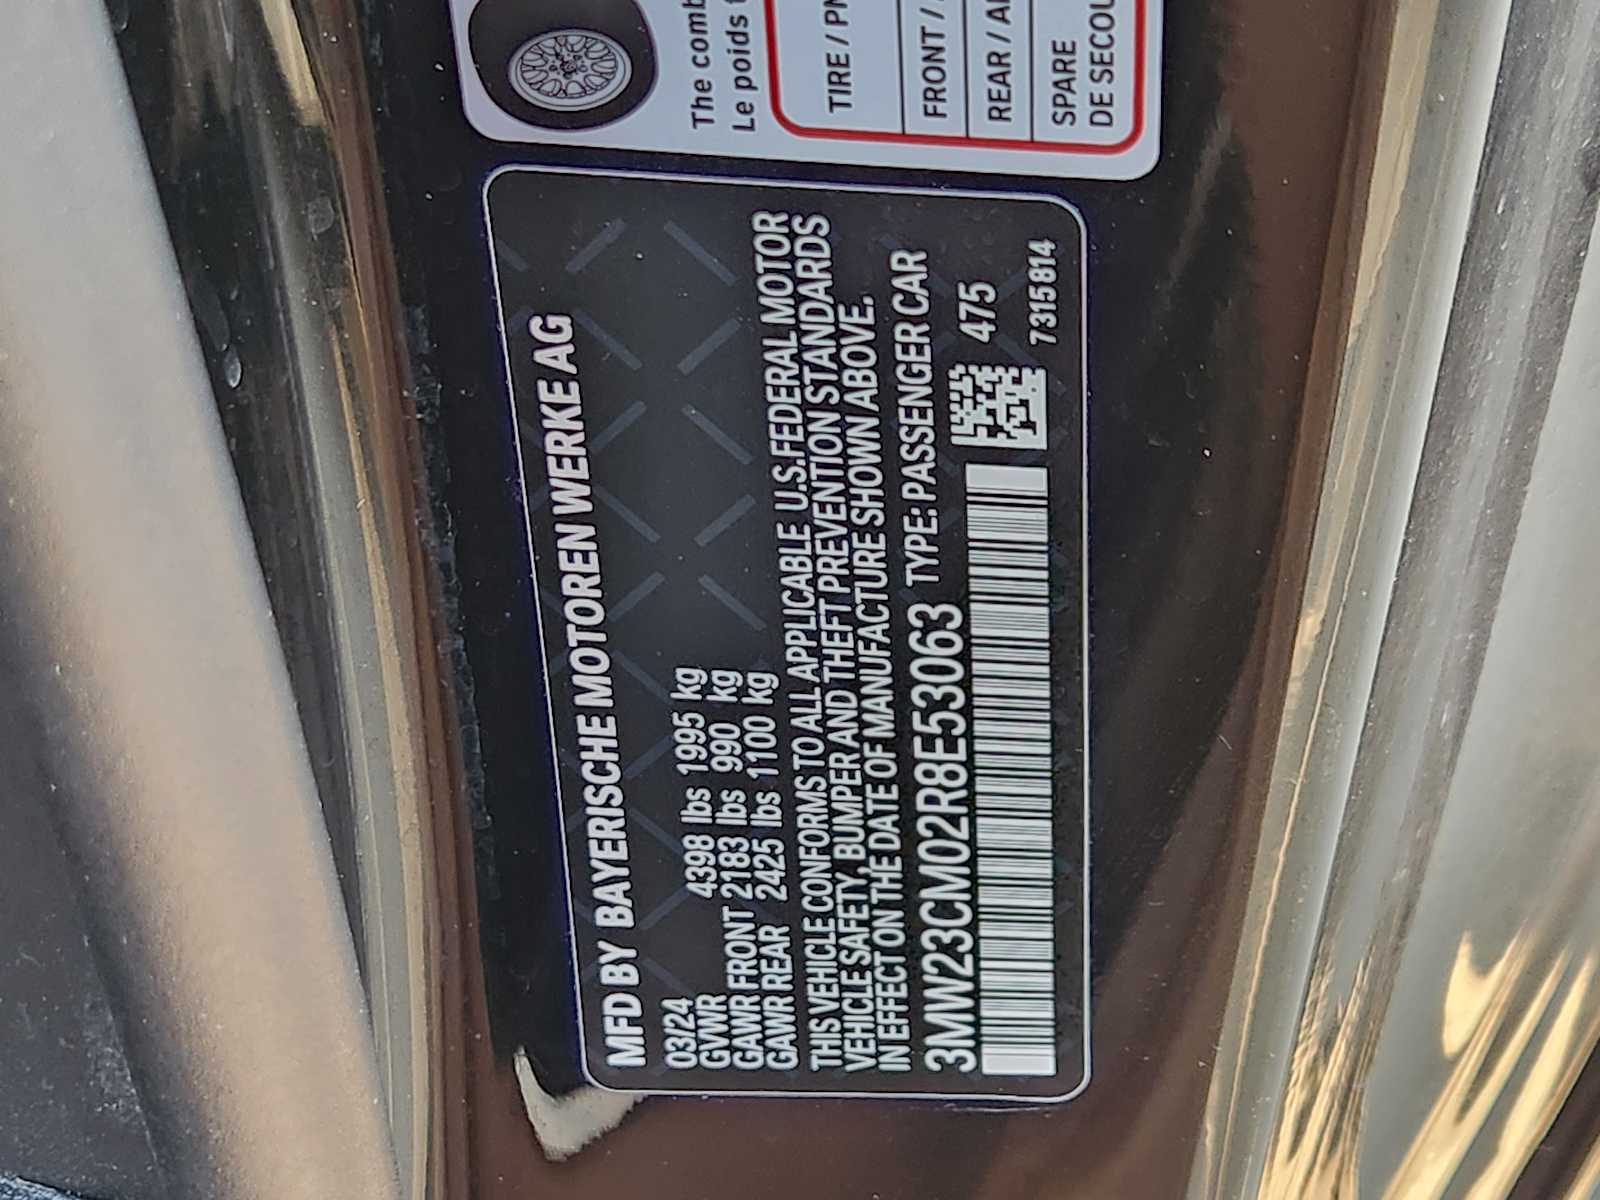 MFD BY BAYERISCHE MOTOREN WERKE AG
03/24
GVWR 4398 lbs 1995 kg
GAWR FRONT 2183 lbs 990 kg
GAWR REAR 2425 lbs 1100 kg
THIS VEHICLE CONFORMS TO ALL APPLICABLE U.S.FEDERAL MOTOR
VEHICLE SAFETY, BUMPER AND THEFT PREVENTION STANDARDS
IN EFFECT ON THE DATE OF MANUFACTURE SHOWN ABOVE.
3MW23CM02R8E53063 TYPE: PASSENGER CAR
475
7315814
The
Le poids
TIRE /
FRONT /
REAR /
SPARE
DE